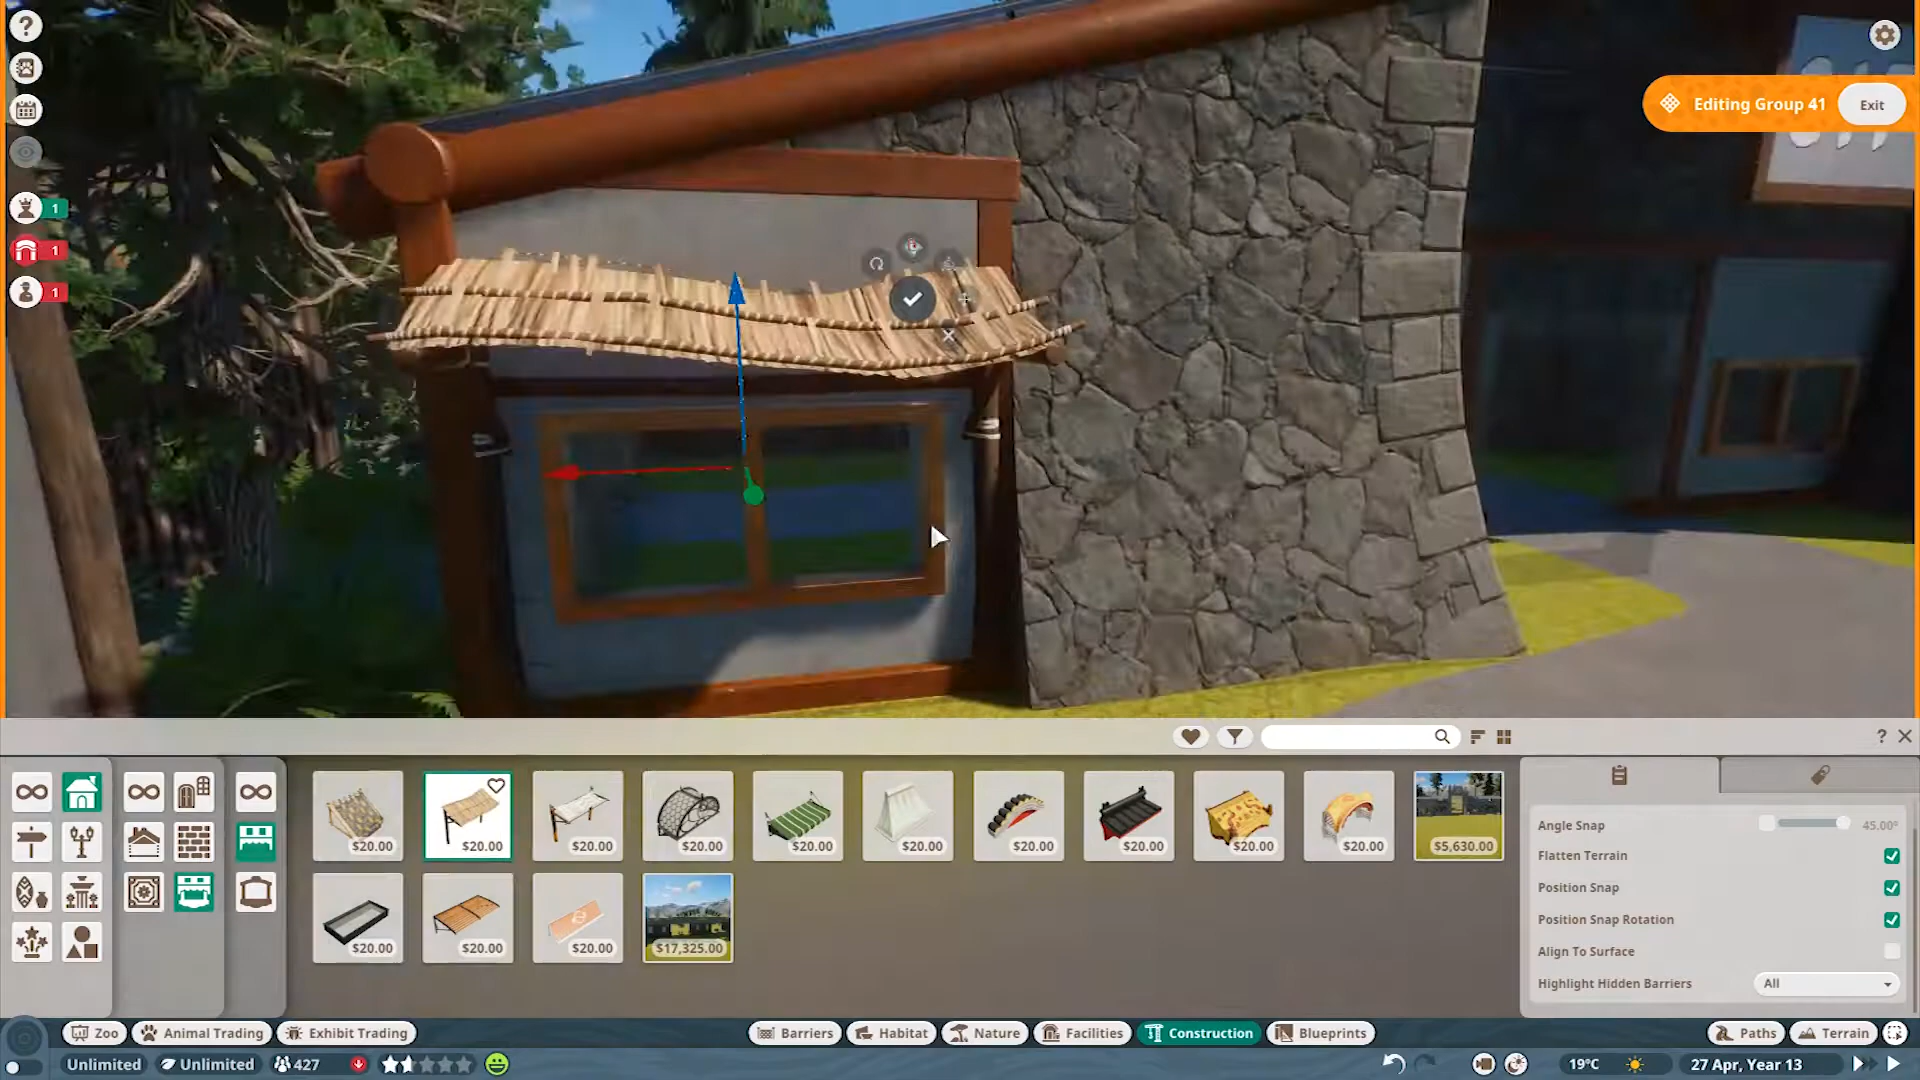 Editing Group 41
Exit
1
1
1
$20.00
$20.00
$20.00
$20.00
$20.00
$20.00
$20.00
$20.00
$20.00
$20.00
$5,630.00
$20.00
$20.00
$20.00
$17,325.00
Angle Snap
45.00°
Flatten Terrain
Position Snap
Position Snap Rotation
Align To Surface
Highlight Hidden Barriers
All
Zoo
Animal Trading
Exhibit Trading
Barriers
Habitat
Nature
Facilities
Construction
Blueprints
Paths
Terrain
Unlimited
Unlimited
427
19°C
27 Apr, Year 13